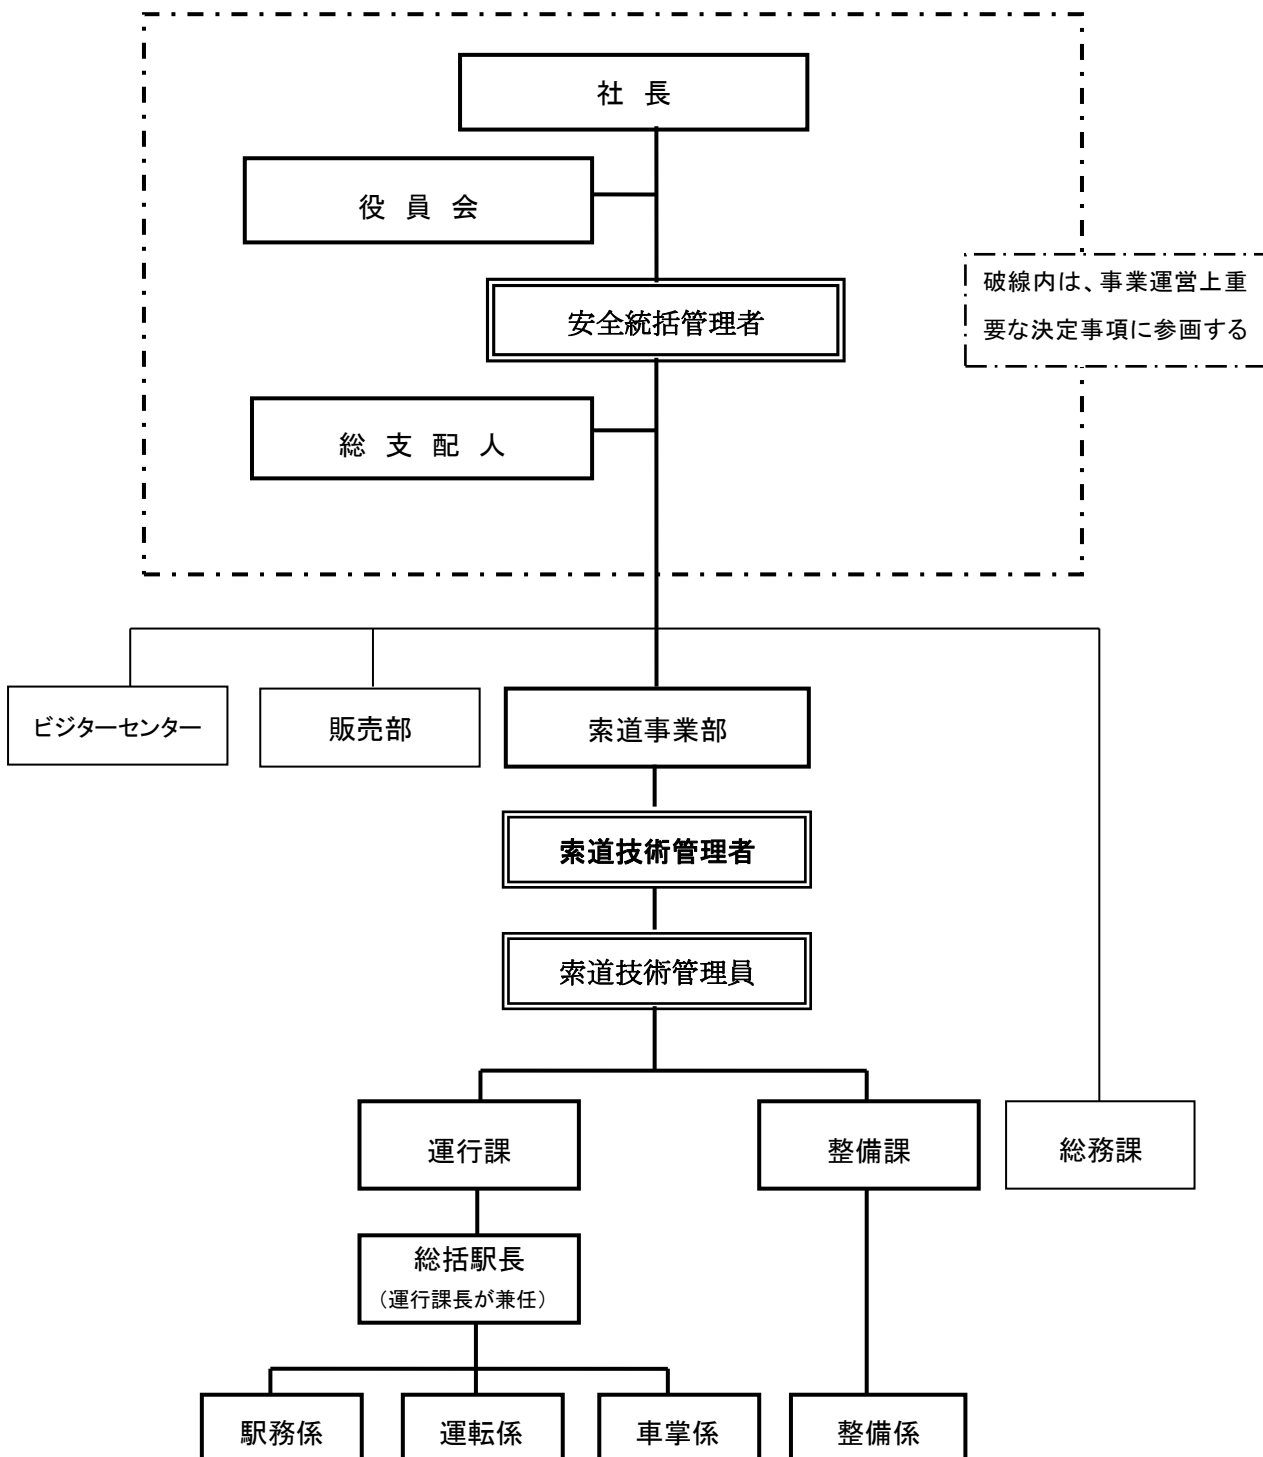 社 長
役 員 会
安全統括管理者
破線内は、事業運営上重
要な決定事項に参画する
総 支 配 人
ビジターセンター
販売部
索道事業部
索道技術管理者
索道技術管理員
運行課
整備課
総務課
総括駅長
（運行課長が兼任）
駅務係
運転係
車掌係
整備係